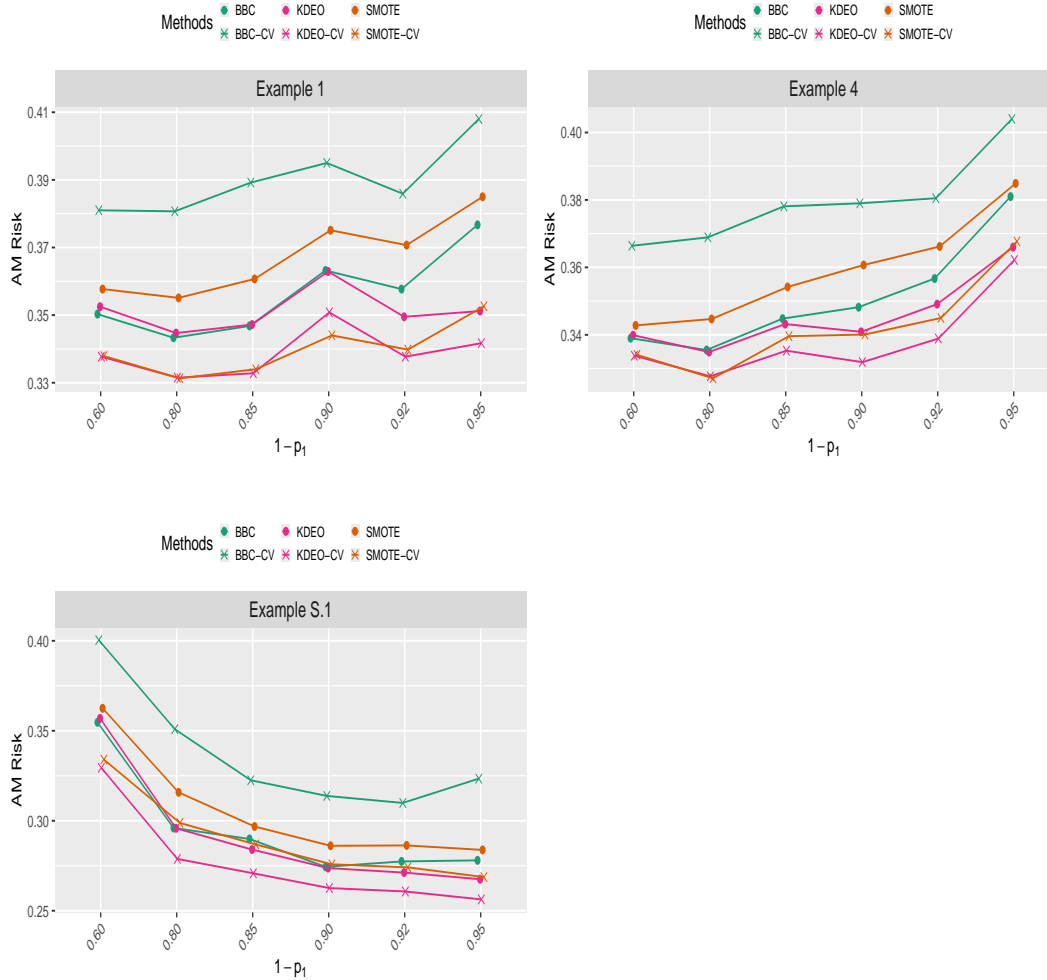 Methods BBC KDEO SMOTE
BBC−CV KDEO−CV SMOTE−CV
Example 1
AM Risk
0.41
0.39
0.37
0.35
0.33
0.60 0.80 0.85 0.90 0.92 0.95
1 − p₁
Methods BBC KDEO SMOTE
BBC−CV KDEO−CV SMOTE−CV
Example 4
AM Risk
0.40
0.38
0.36
0.34
0.60 0.80 0.85 0.90 0.92 0.95
1 − p₁
Methods BBC KDEO SMOTE
BBC−CV KDEO−CV SMOTE−CV
Example S.1
AM Risk
0.40
0.35
0.30
0.25
0.60 0.80 0.85 0.90 0.92 0.95
1 − p₁